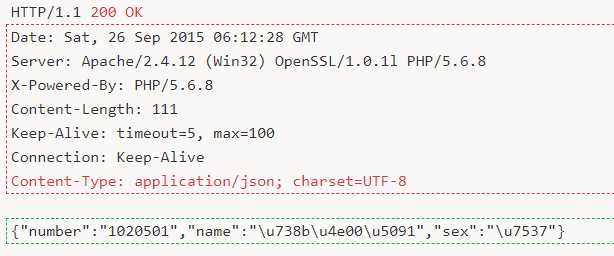 HTTP/1.1 200 OK
Date: Sat, 26 Sep 2015 06:12:28 GMT
Server: Apache/2.4.12 (Win32) OpenSSL/1.0.1l PHP/5.6.8
X-Powered-By: PHP/5.6.8
Content-Length: 111
Keep-Alive: timeout=5, max=100
Connection: Keep-Alive
Content-Type: application/json; charset=UTF-8
{"number":"1020501","name":"\u738b\u4e00\u5091","sex":"\u7537"}